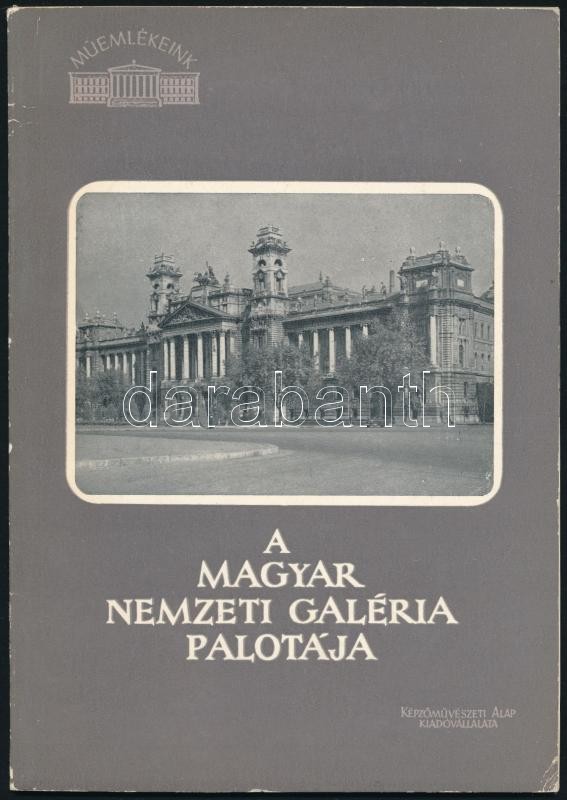 MŰEMLÉKEINK
darabanth
A
MAGYAR
NEMZETI GALÉRIA
PALOTÁJA
KÉPZŐMŰVÉSZETI ALAP
KIADÓVÁLLALATA